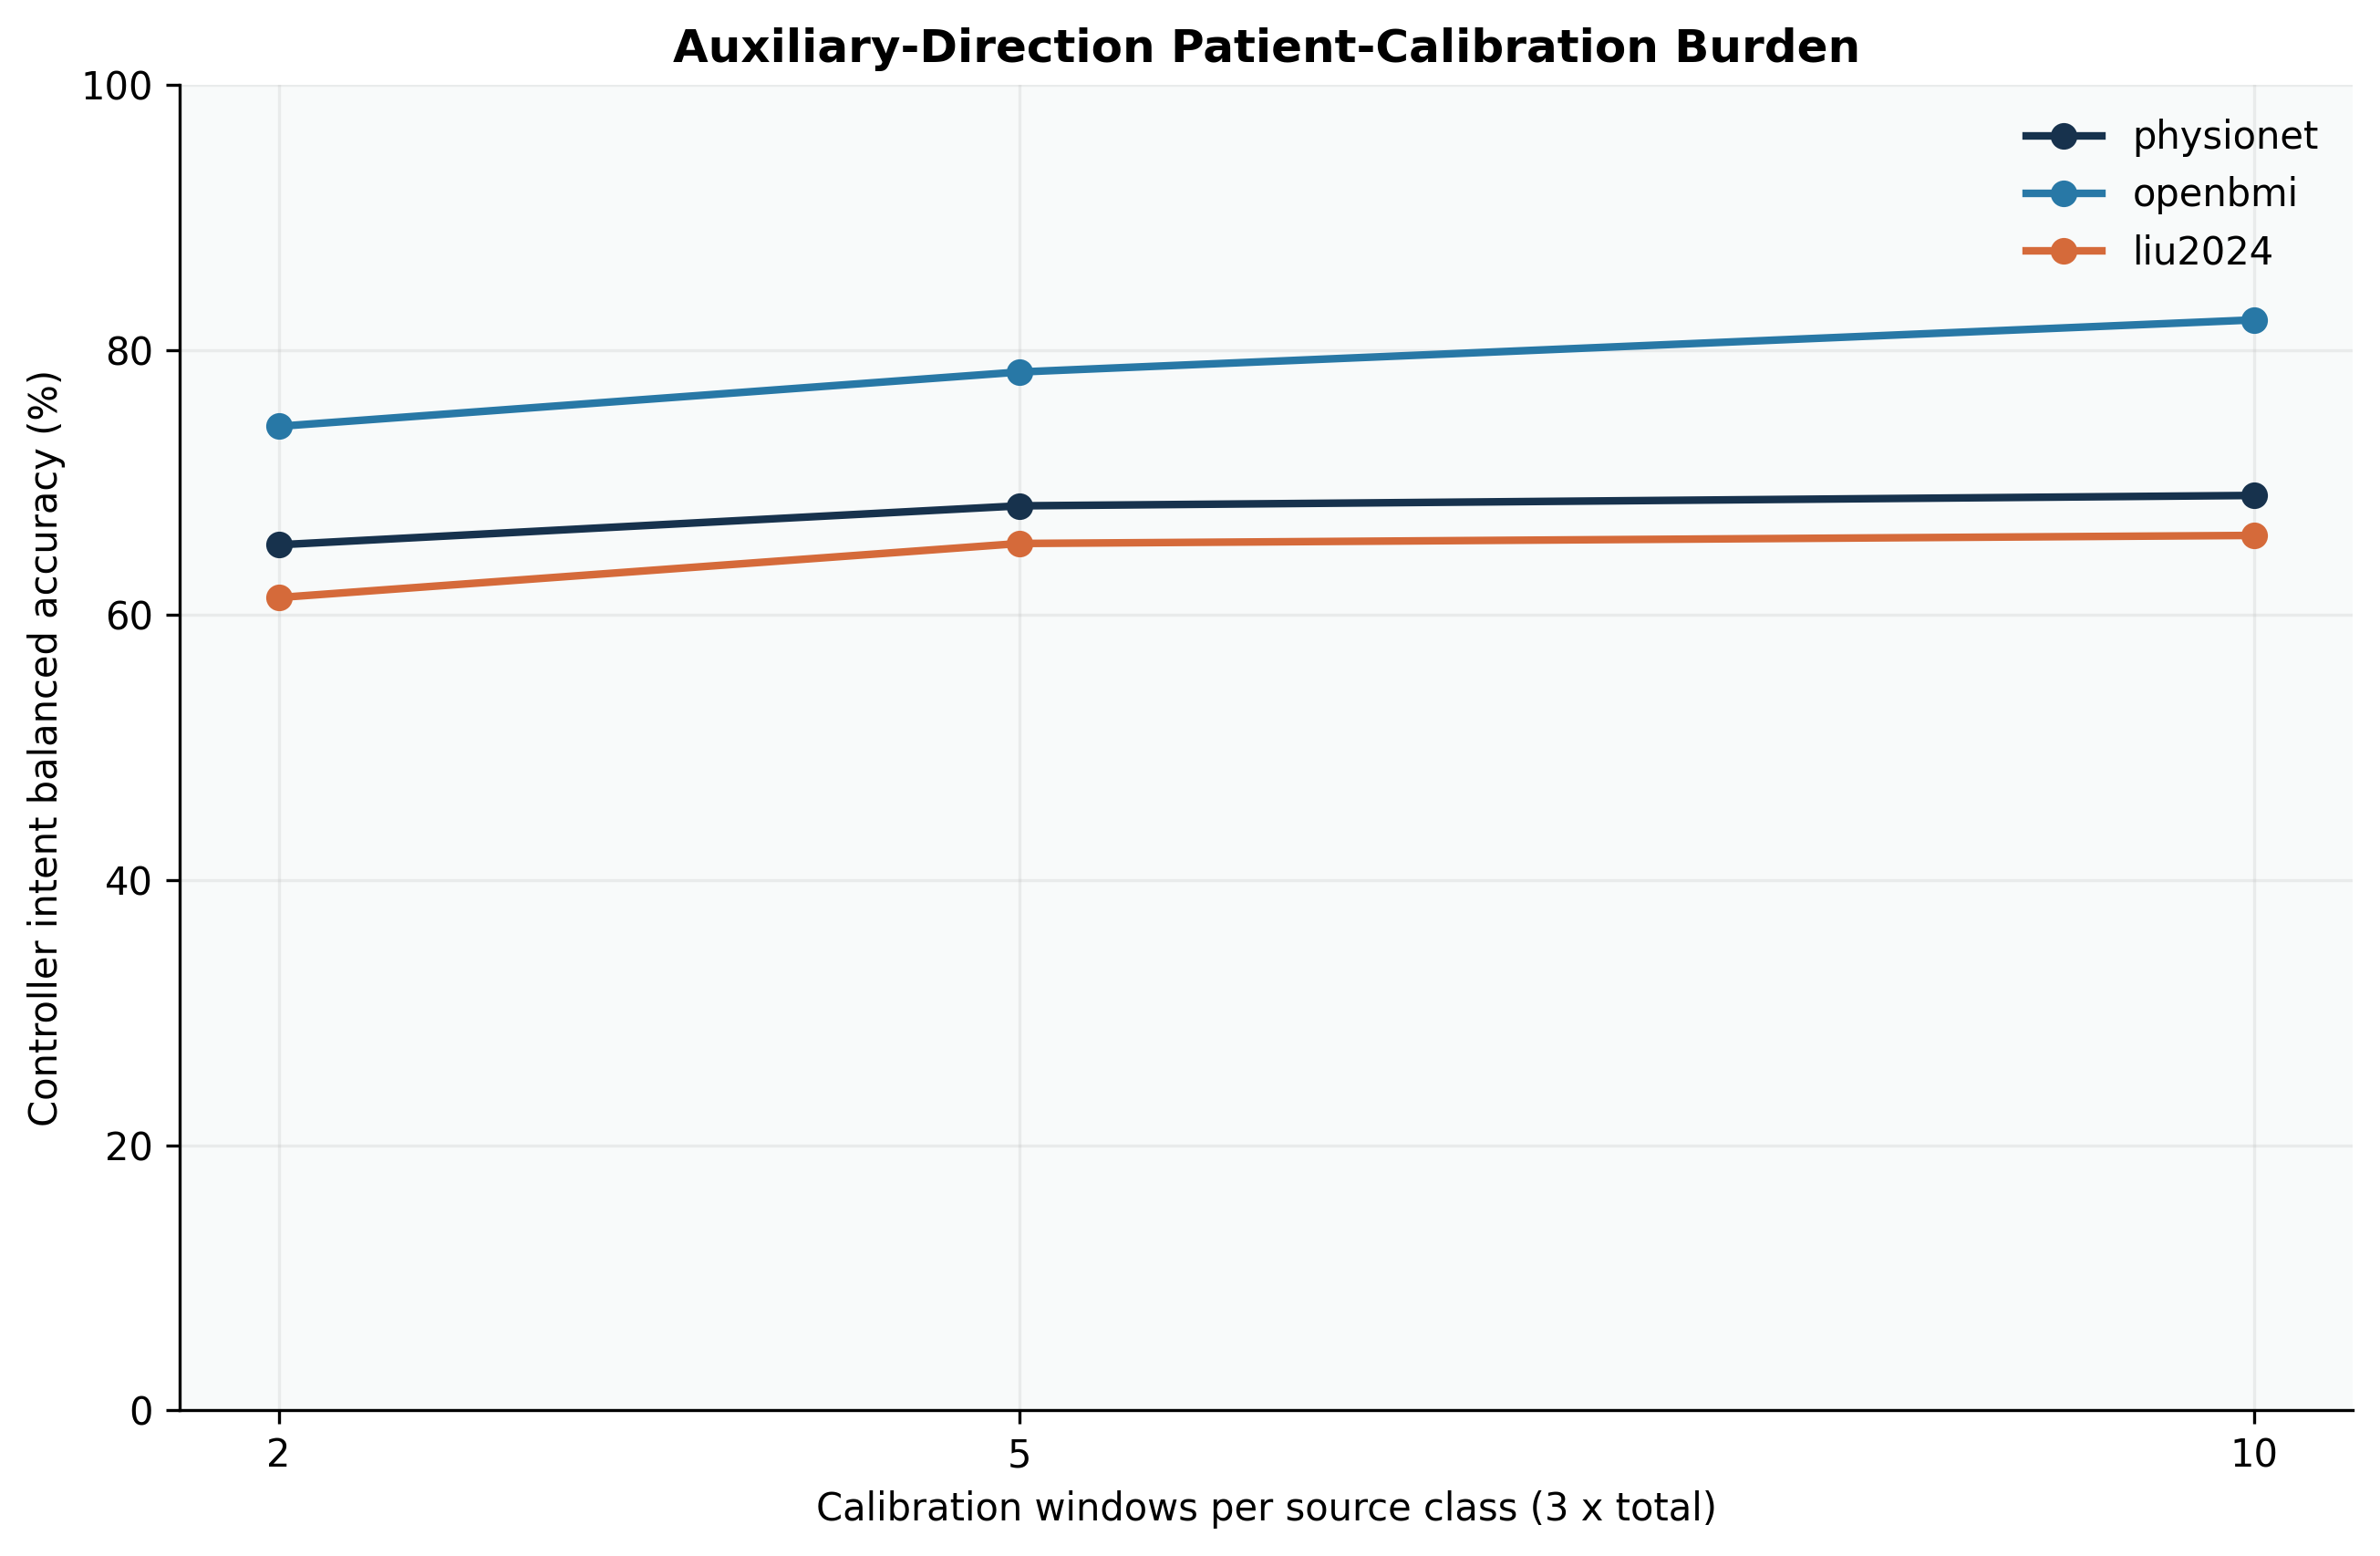 Auxiliary-Direction Patient-Calibration Burden
physionet
openbmi
liu2024
Controller intent balanced accuracy (%)
100
80
60
40
20
0
2
5
10
Calibration windows per source class (3 x total)